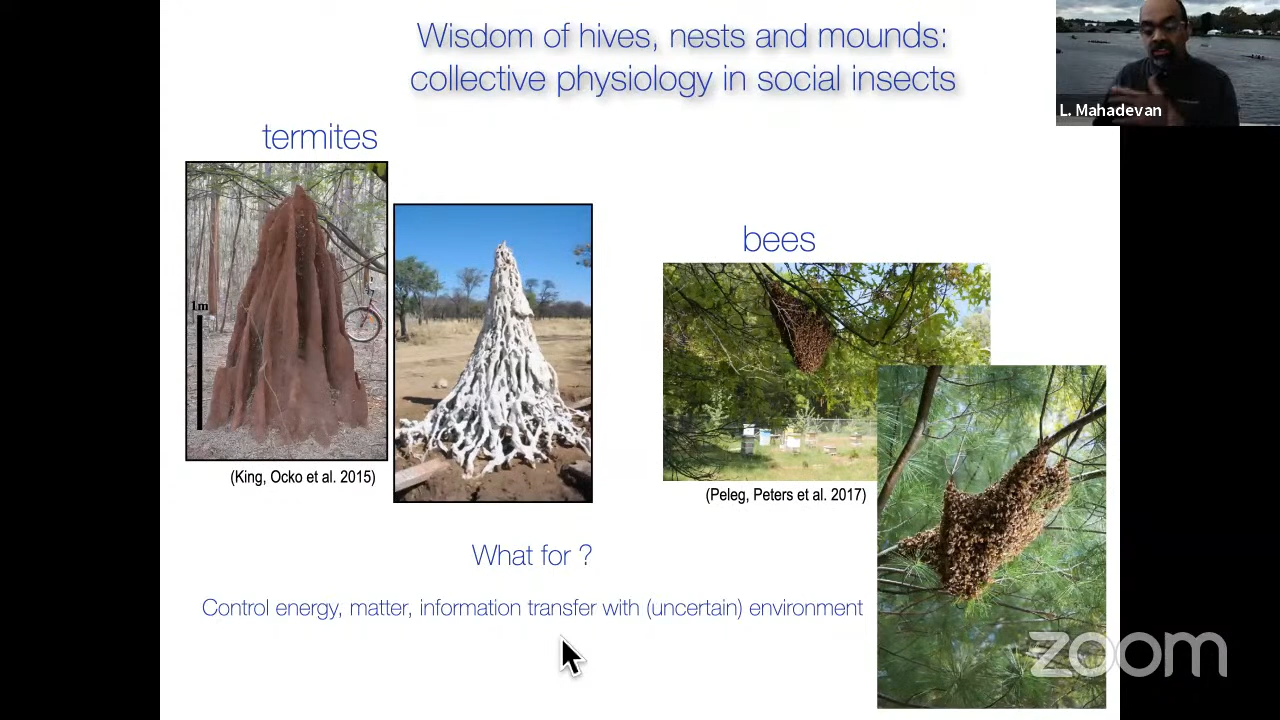 Wisdom of hives, nests and mounds:
collective physiology in social insects
L. Mahadevan
termites
bees
1m
(King, Ocko et al. 2015)
(Peleg, Peters et al. 2017)
What for ?
Control energy, matter, information transfer with (uncertain) environment
zoom